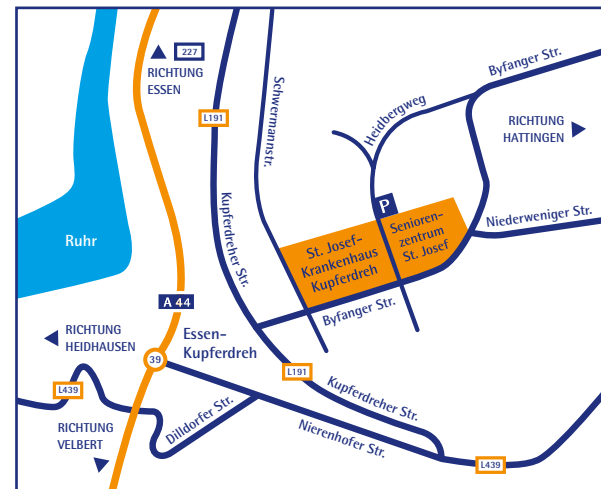 227
RICHTUNG
ESSEN
L191
Schwermannstr.
Heidbergweg
Byfanger Str.
RICHTUNG
HATTINGEN
Kupferdreher Str.
P
Ruhr
St. Josef-
Krankenhaus
Kupferdreh
Senioren-
zentrum
St. Josef
Niederweniger Str.
A 44
Byfanger Str.
RICHTUNG
HEIDHAUSEN
Essen-
Kupferdreh
39
L191
L439
Kupferdreher Str.
RICHTUNG
VELBERT
Dilldorfer Str.
Nierenhofer Str.
L439